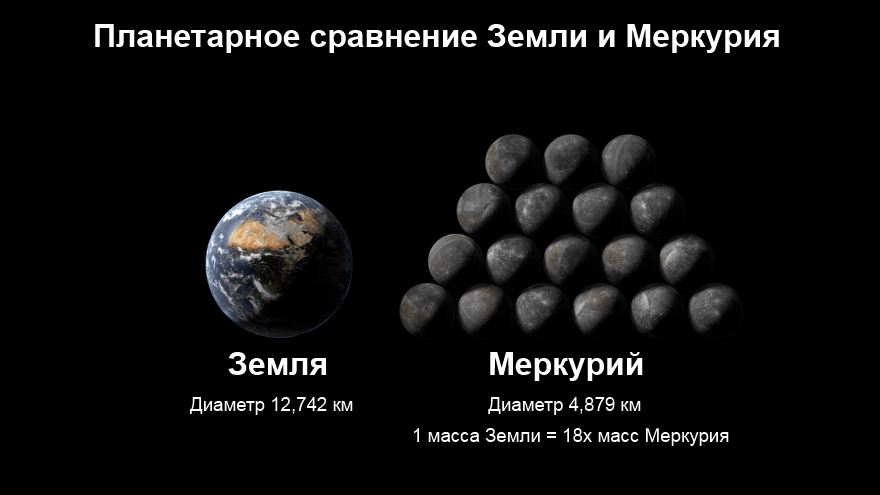 Планетарное сравнение Земли и Меркурия
Земля
Меркурий
Диаметр 12,742 км
Диаметр 4,879 км
1 масса Земли = 18х масс Меркурия